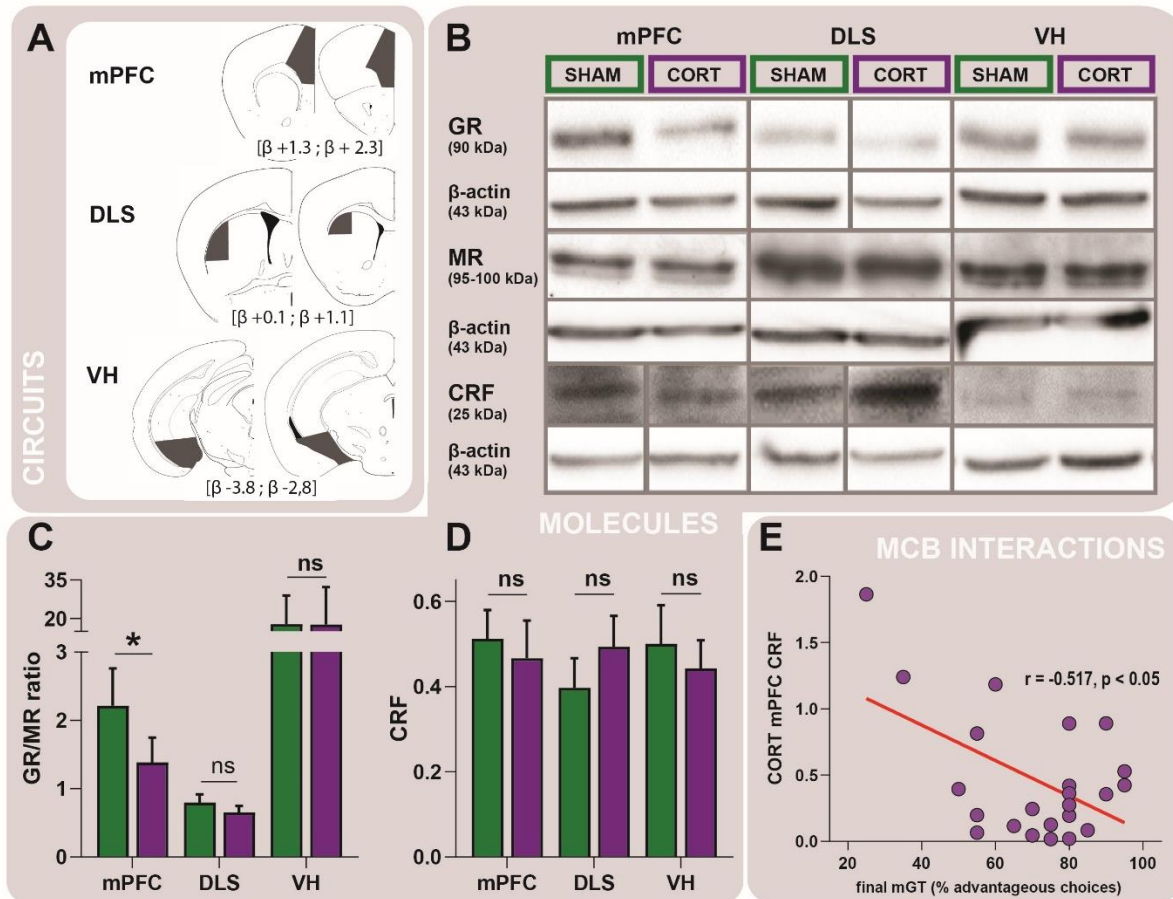 A
mPFC
[β +1.3 ; β + 2.3]
DLS
[β +0.1 ; β +1.1]
VH
[β -3.8 ; β -2,8]
CIRCUITS
B
mPFC DLS VH
SHAM CORT SHAM CORT SHAM CORT
GR
(90 kDa)
β-actin
(43 kDa)
MR
(95-100 kDa)
β-actin
(43 kDa)
CRF
(25 kDa)
β-actin
(43 kDa)
MOLECULES
C
GR/MR ratio
35
20
3
2
1
0
*
ns
ns
mPFC DLS VH
D
CRF
0.6
0.4
0.2
0.0
ns ns ns
mPFC DLS VH
E
MCB INTERACTIONS
CORT mPFC CRF
2.0
1.5
1.0
0.5
0.0
r = -0.517, p < 0.05
20 40 60 80 100
final mGT (% advantageous choices)